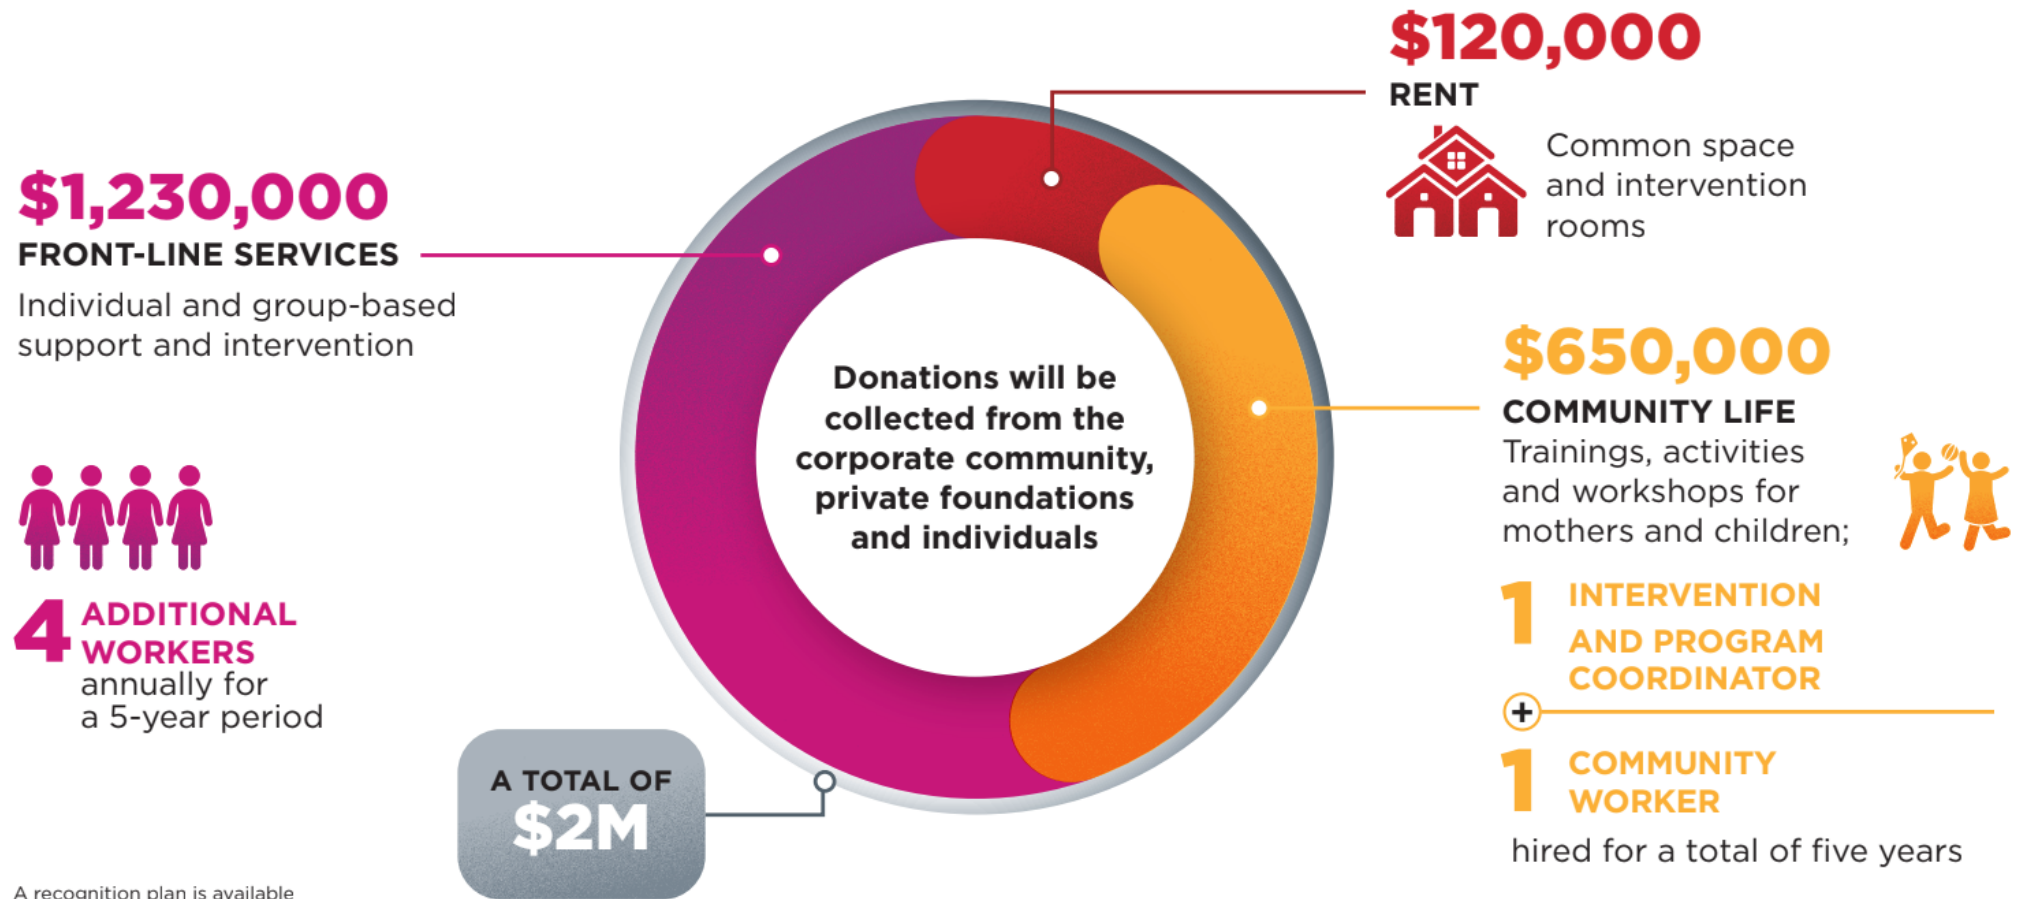 $1,230,000
FRONT-LINE SERVICES
Individual and group-based
support and intervention
4 ADDITIONAL
WORKERS
annually for
a 5-year period
A TOTAL OF
$2M
A recognition plan is available
Donations will be
collected from the
corporate community,
private foundations
and individuals
$120,000
RENT
Common space
and intervention
rooms
$650,000
COMMUNITY LIFE
Trainings, activities
and workshops for
mothers and children;
1 INTERVENTION
AND PROGRAM
COORDINATOR
+
1 COMMUNITY
WORKER
hired for a total of five years